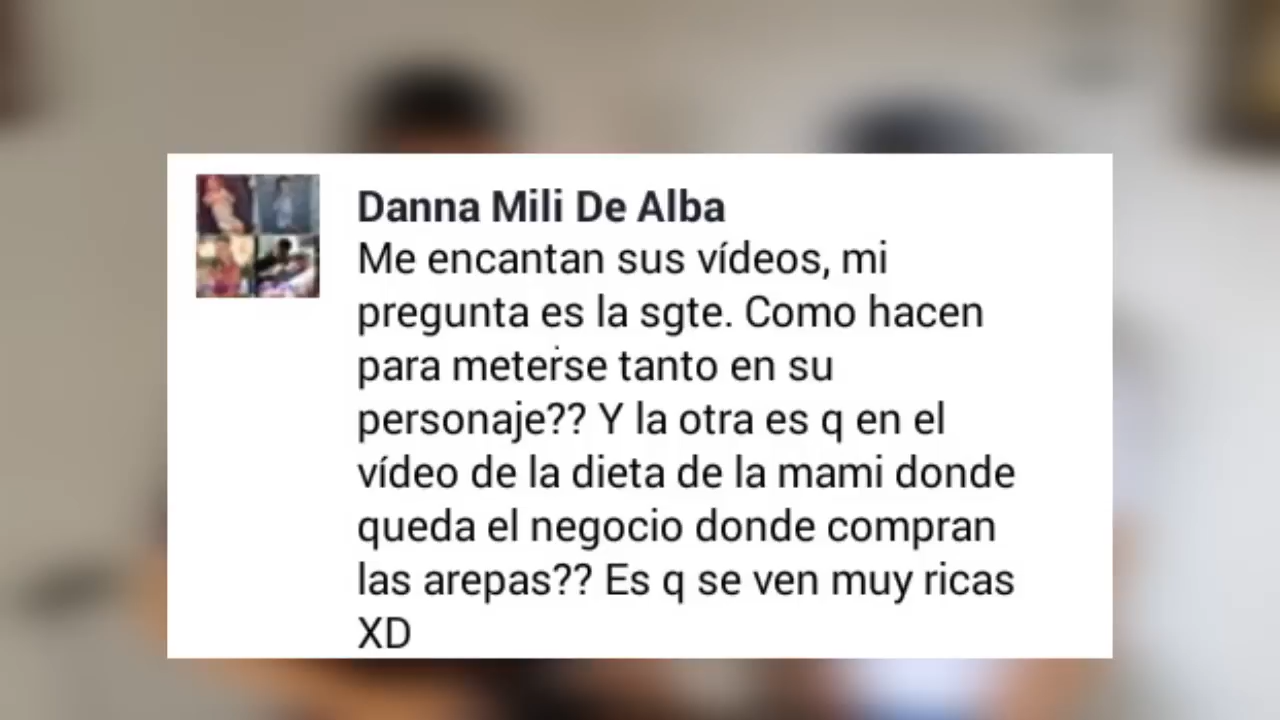 Danna Mili De Alba
Me encantan sus vídeos, mi
pregunta es la sgte. Como hacen
para meterse tanto en su
personaje?? Y la otra es q en el
vídeo de la dieta de la mami donde
queda el negocio donde compran
las arepas?? Es q se ven muy ricas
XD